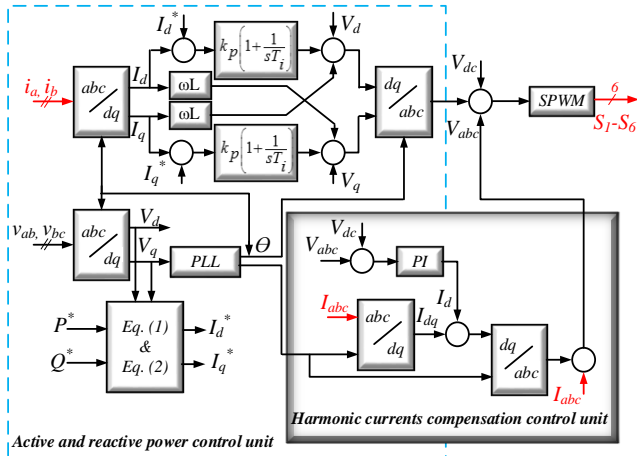 I_d^*
V_d
i_a, i_b
abc
dq
I_d
I_q
ωL
ωL
k_p(1+1/sT_i)
k_p(1+1/sT_i)
I_q^*
V_q
dq
abc
V_dc
V_abc
SPWM
6
S_1-S_6
v_ab, v_bc
abc
dq
V_d
V_q
PLL
Θ
P^*
Q^*
Eq. (1)
&
Eq. (2)
I_d^*
I_q^*
V_dc
V_abc
PI
I_d
I_abc
abc
dq
I_dq
dq
abc
I_abc
Harmonic currents compensation control unit
Active and reactive power control unit